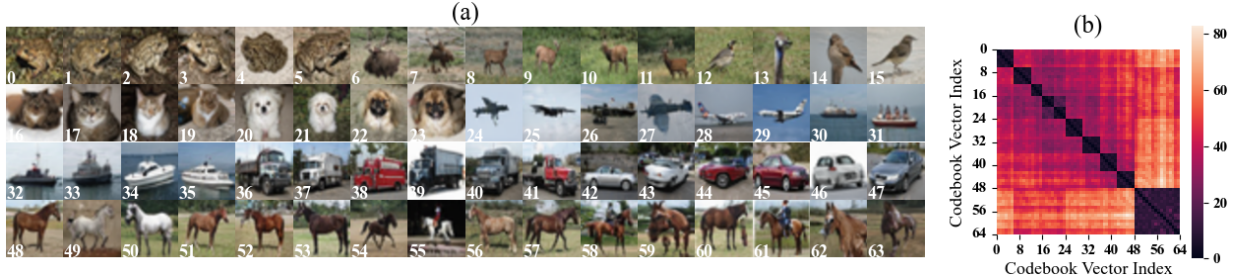 (a)
0 1 2 3 4 5 6 7 8 9 10 11 12 13 14 15
16 17 18 19 20 21 22 23 24 25 26 27 28 29 30 31
32 33 34 35 36 37 38 39 40 41 42 43 44 45 46 47
48 49 50 51 52 53 54 55 56 57 58 59 60 61 62 63
(b)
Codebook Vector Index
0
8
16
24
32
40
48
56
64
0 8 16 24 32 40 48 56 64
Codebook Vector Index
80
60
40
20
0